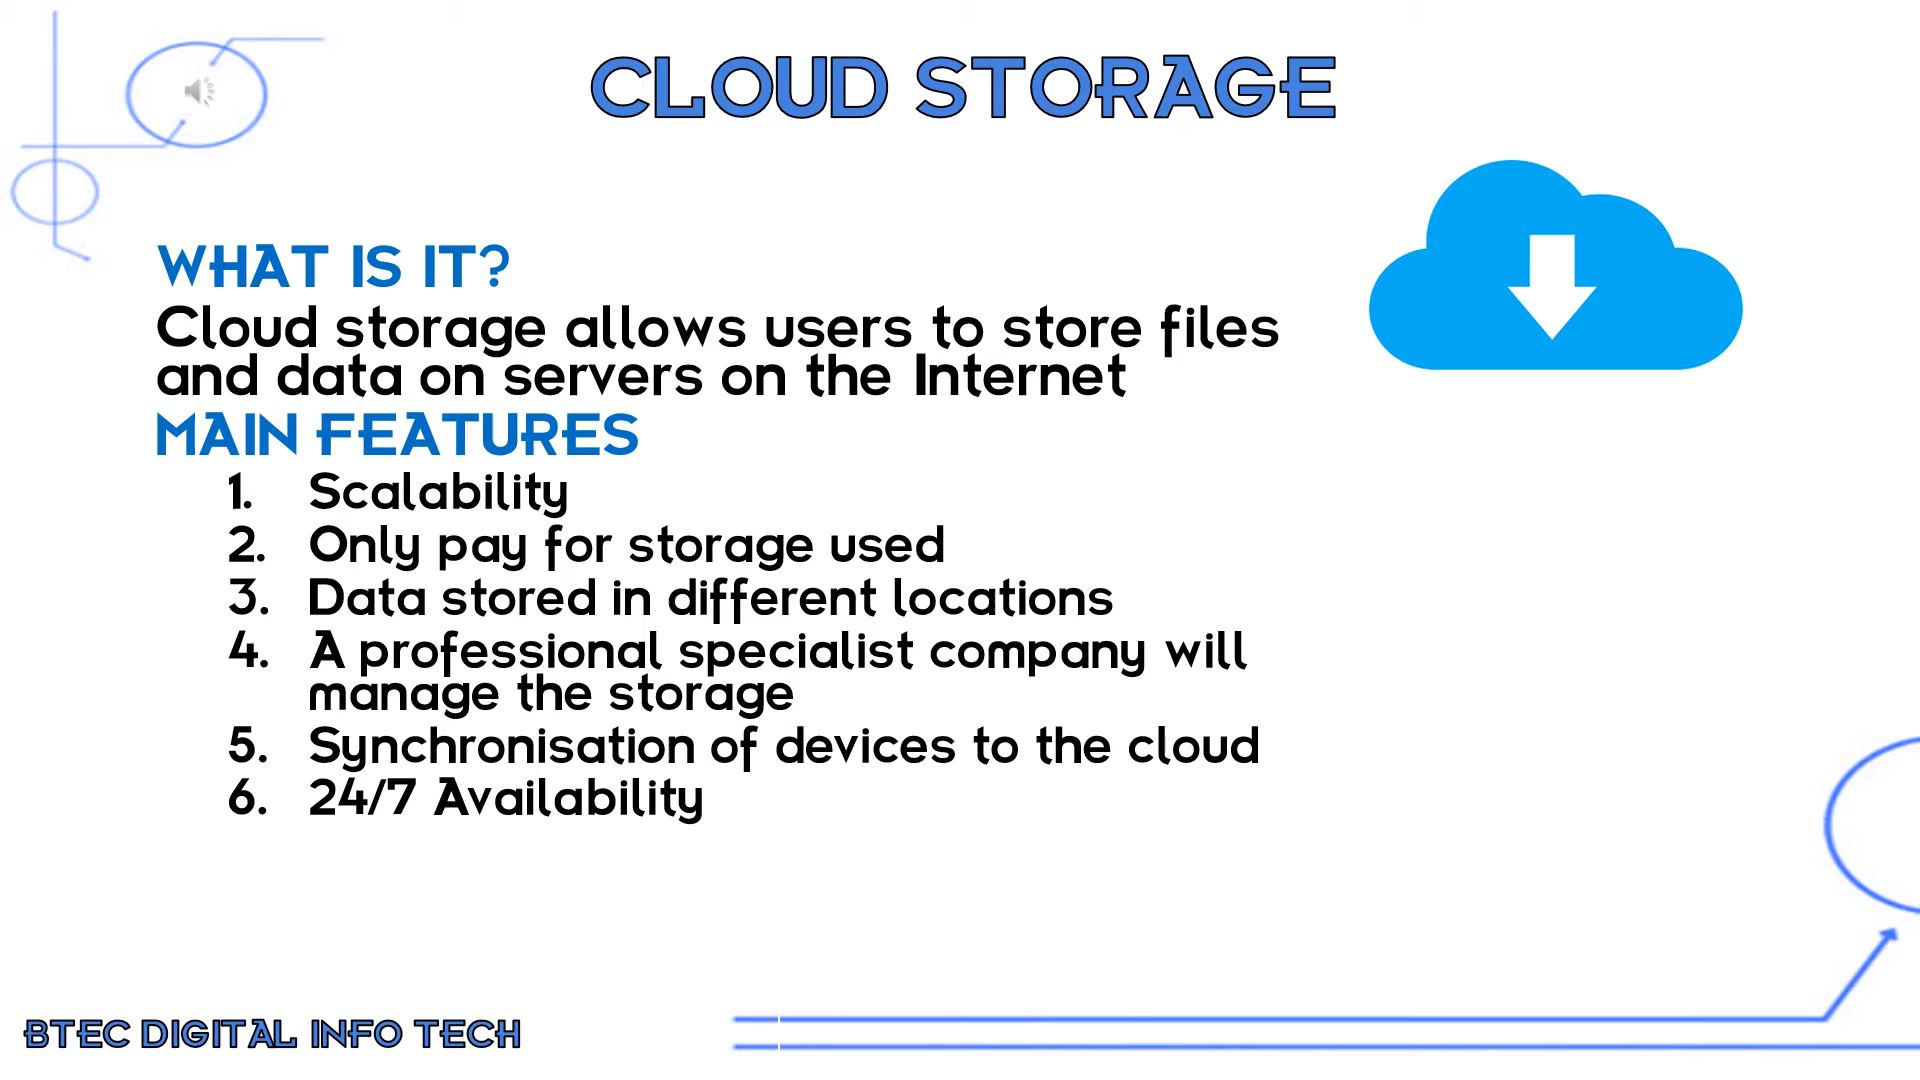 CLOUD STORAGE
WHAT IS IT?
Cloud storage allows users to store files
and data on servers on the Internet
MAIN FEATURES
1. Scalability
2. Only pay for storage used
3. Data stored in different locations
4. A professional specialist company will
manage the storage
5. Synchronisation of devices to the cloud
6. 24/7 Availability
BTEC DIGITAL INFO TECH